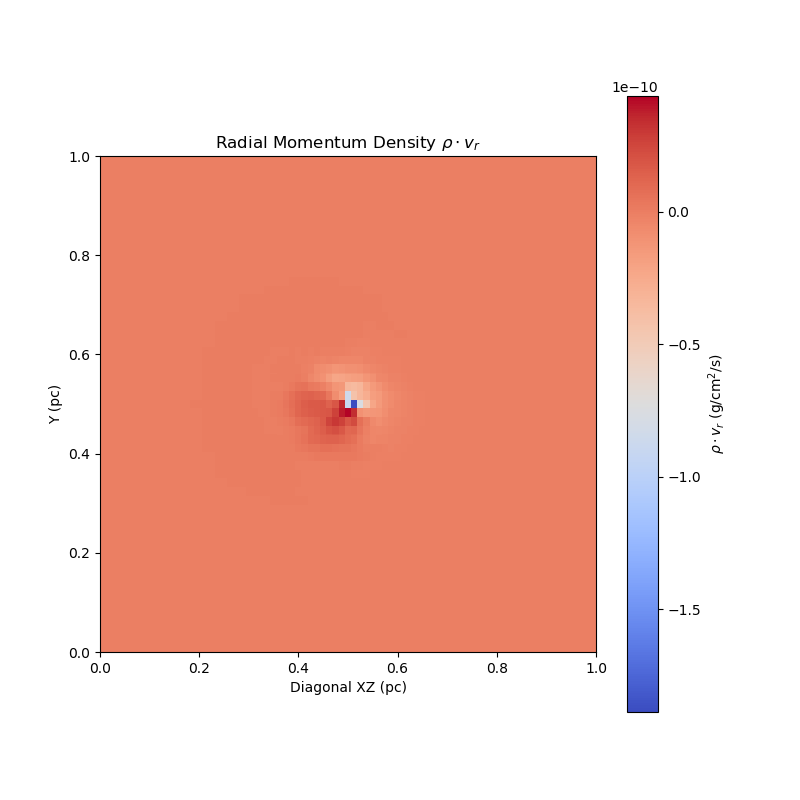 1e−10
Radial Momentum Density ρ · v_r
1.0
0.8
0.6
0.4
0.2
0.0
Y (pc)
0.0 0.2 0.4 0.6 0.8 1.0
Diagonal XZ (pc)
0.0
−0.5
−1.0
−1.5
ρ · v_r (g/cm²/s)